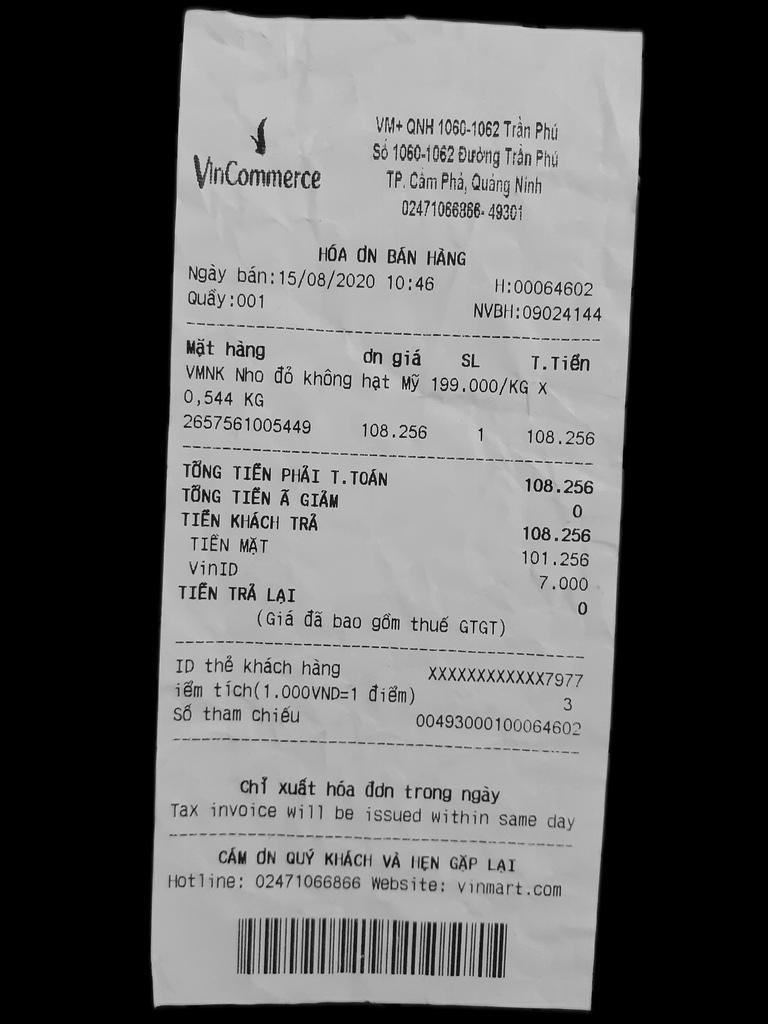 VinCommerce
VM+ QNH 1060-1062 Trần Phú
Số 1060-1062 Đường Trần Phú
TP. Cẩm Phả, Quảng Ninh
02471066866- 49301
HÓA ƠN BÁN HÀNG
Ngày bán:15/08/2020 10:46 H:00064602
Quầy:001 NVBH:09024144
Mặt hàng ơn giá SL T.Tiền
VMNK Nho đỏ không hạt Mỹ 199.000/KG X
0,544 KG
2657561005449 108.256 1 108.256
TỔNG TIỀN PHẢI T.TOÁN 108.256
TỔNG TIỀN Ã GIẢM 0
TIỀN KHÁCH TRẢ 108.256
TIỀN MẶT 101.256
VinID 7.000
TIỀN TRẢ LẠI 0
(Giá đã bao gồm thuế GTGT)
ID thẻ khách hàng XXXXXXXXXXXX7977
iểm tích(1.000VND=1 điểm) 3
Số tham chiếu 00493000100064602
Chỉ xuất hóa đơn trong ngày
Tax invoice will be issued within same day
CÁM ƠN QUÝ KHÁCH VÀ HẸN GẶP LẠI
Hotline: 02471066866 Website: vinmart.com